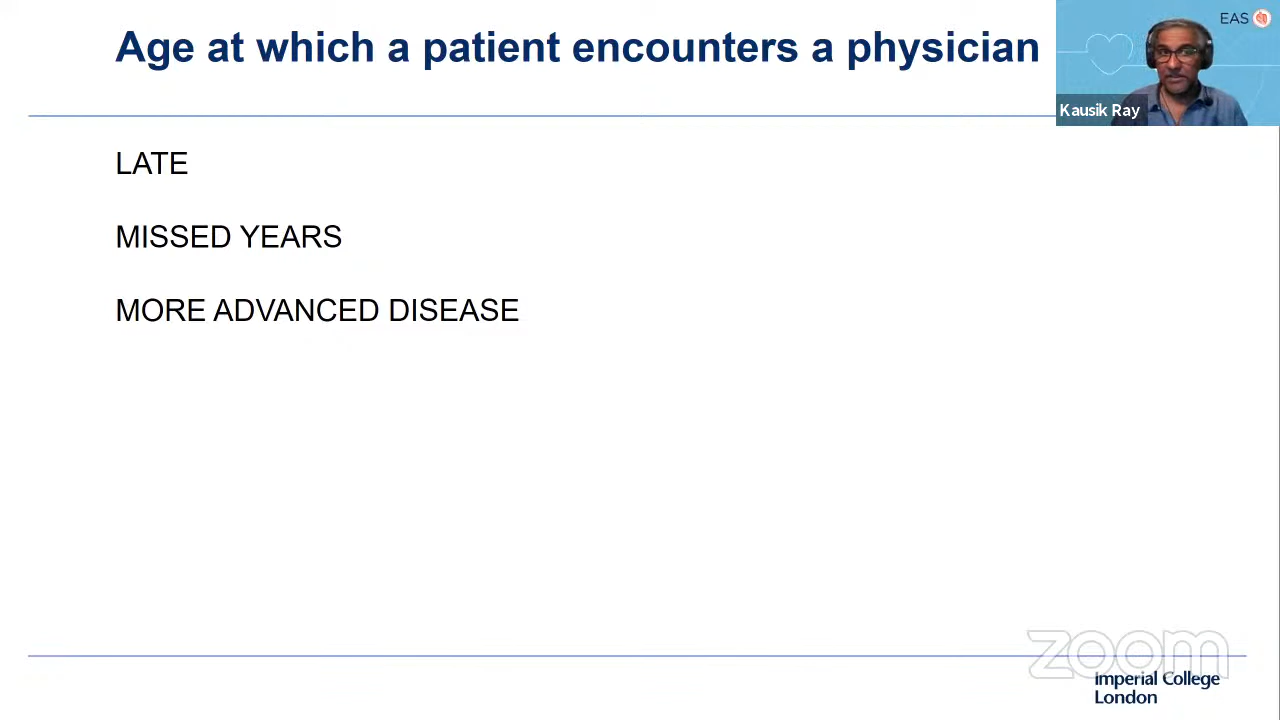 Age at which a patient encounters a physician
EAS
Kausik Ray
LATE
MISSED YEARS
MORE ADVANCED DISEASE
zoom
Imperial College
London